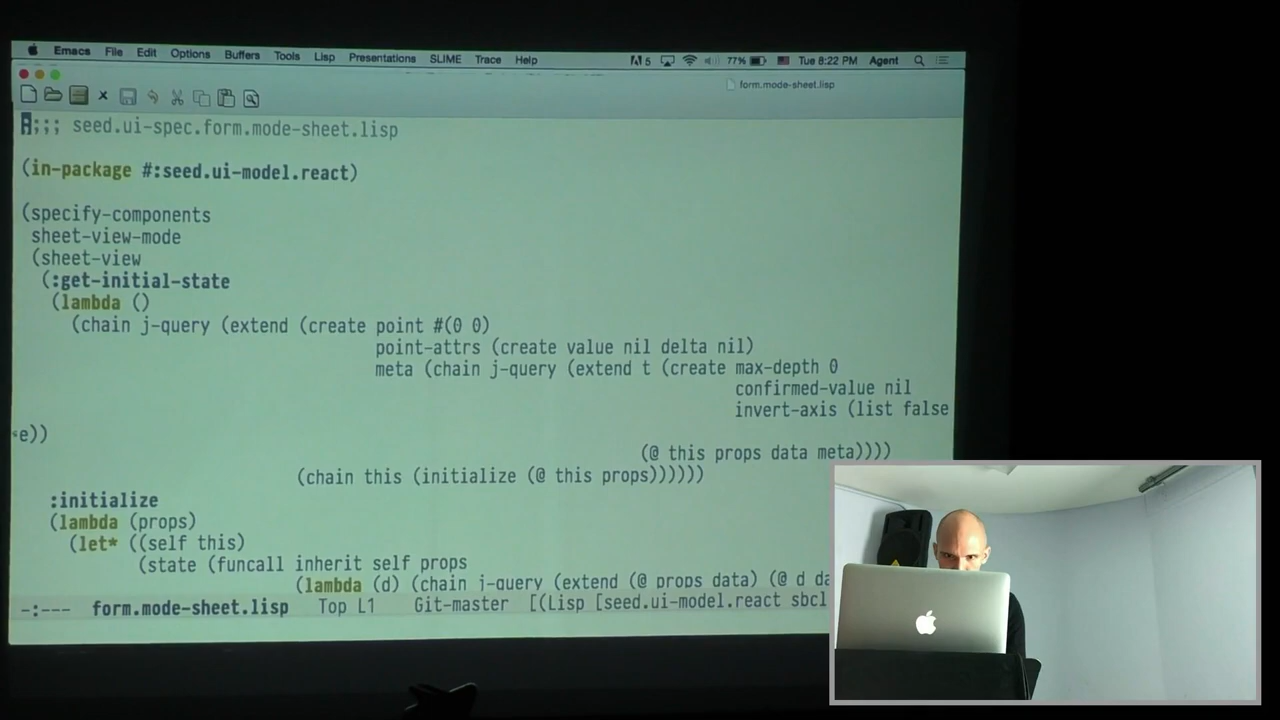 Emacs File Edit Options Buffers Tools Lisp Presentations SLIME Trace Help 5 77% Tue 8:22 PM Agent
form.mode-sheet.lisp
;;;; seed.ui-spec.form.mode-sheet.lisp
(in-package #:seed.ui-model.react)
(specify-components
sheet-view-mode
(sheet-view
(:get-initial-state
(lambda ()
(chain j-query (extend (create point #(0 0)
point-attrs (create value nil delta nil)
meta (chain j-query (extend t (create max-depth 0
confirmed-value nil
invert-axis (list false
e))
(@ this props data meta))))
(chain this (initialize (@ this props))))))
:initialize
(lambda (props)
(let* ((self this)
(state (funcall inherit self props
(lambda (d) (chain j-query (extend (@ props data) (@ d da
-:--- form.mode-sheet.lisp Top L1 Git-master [(Lisp [seed.ui-model.react sbcl